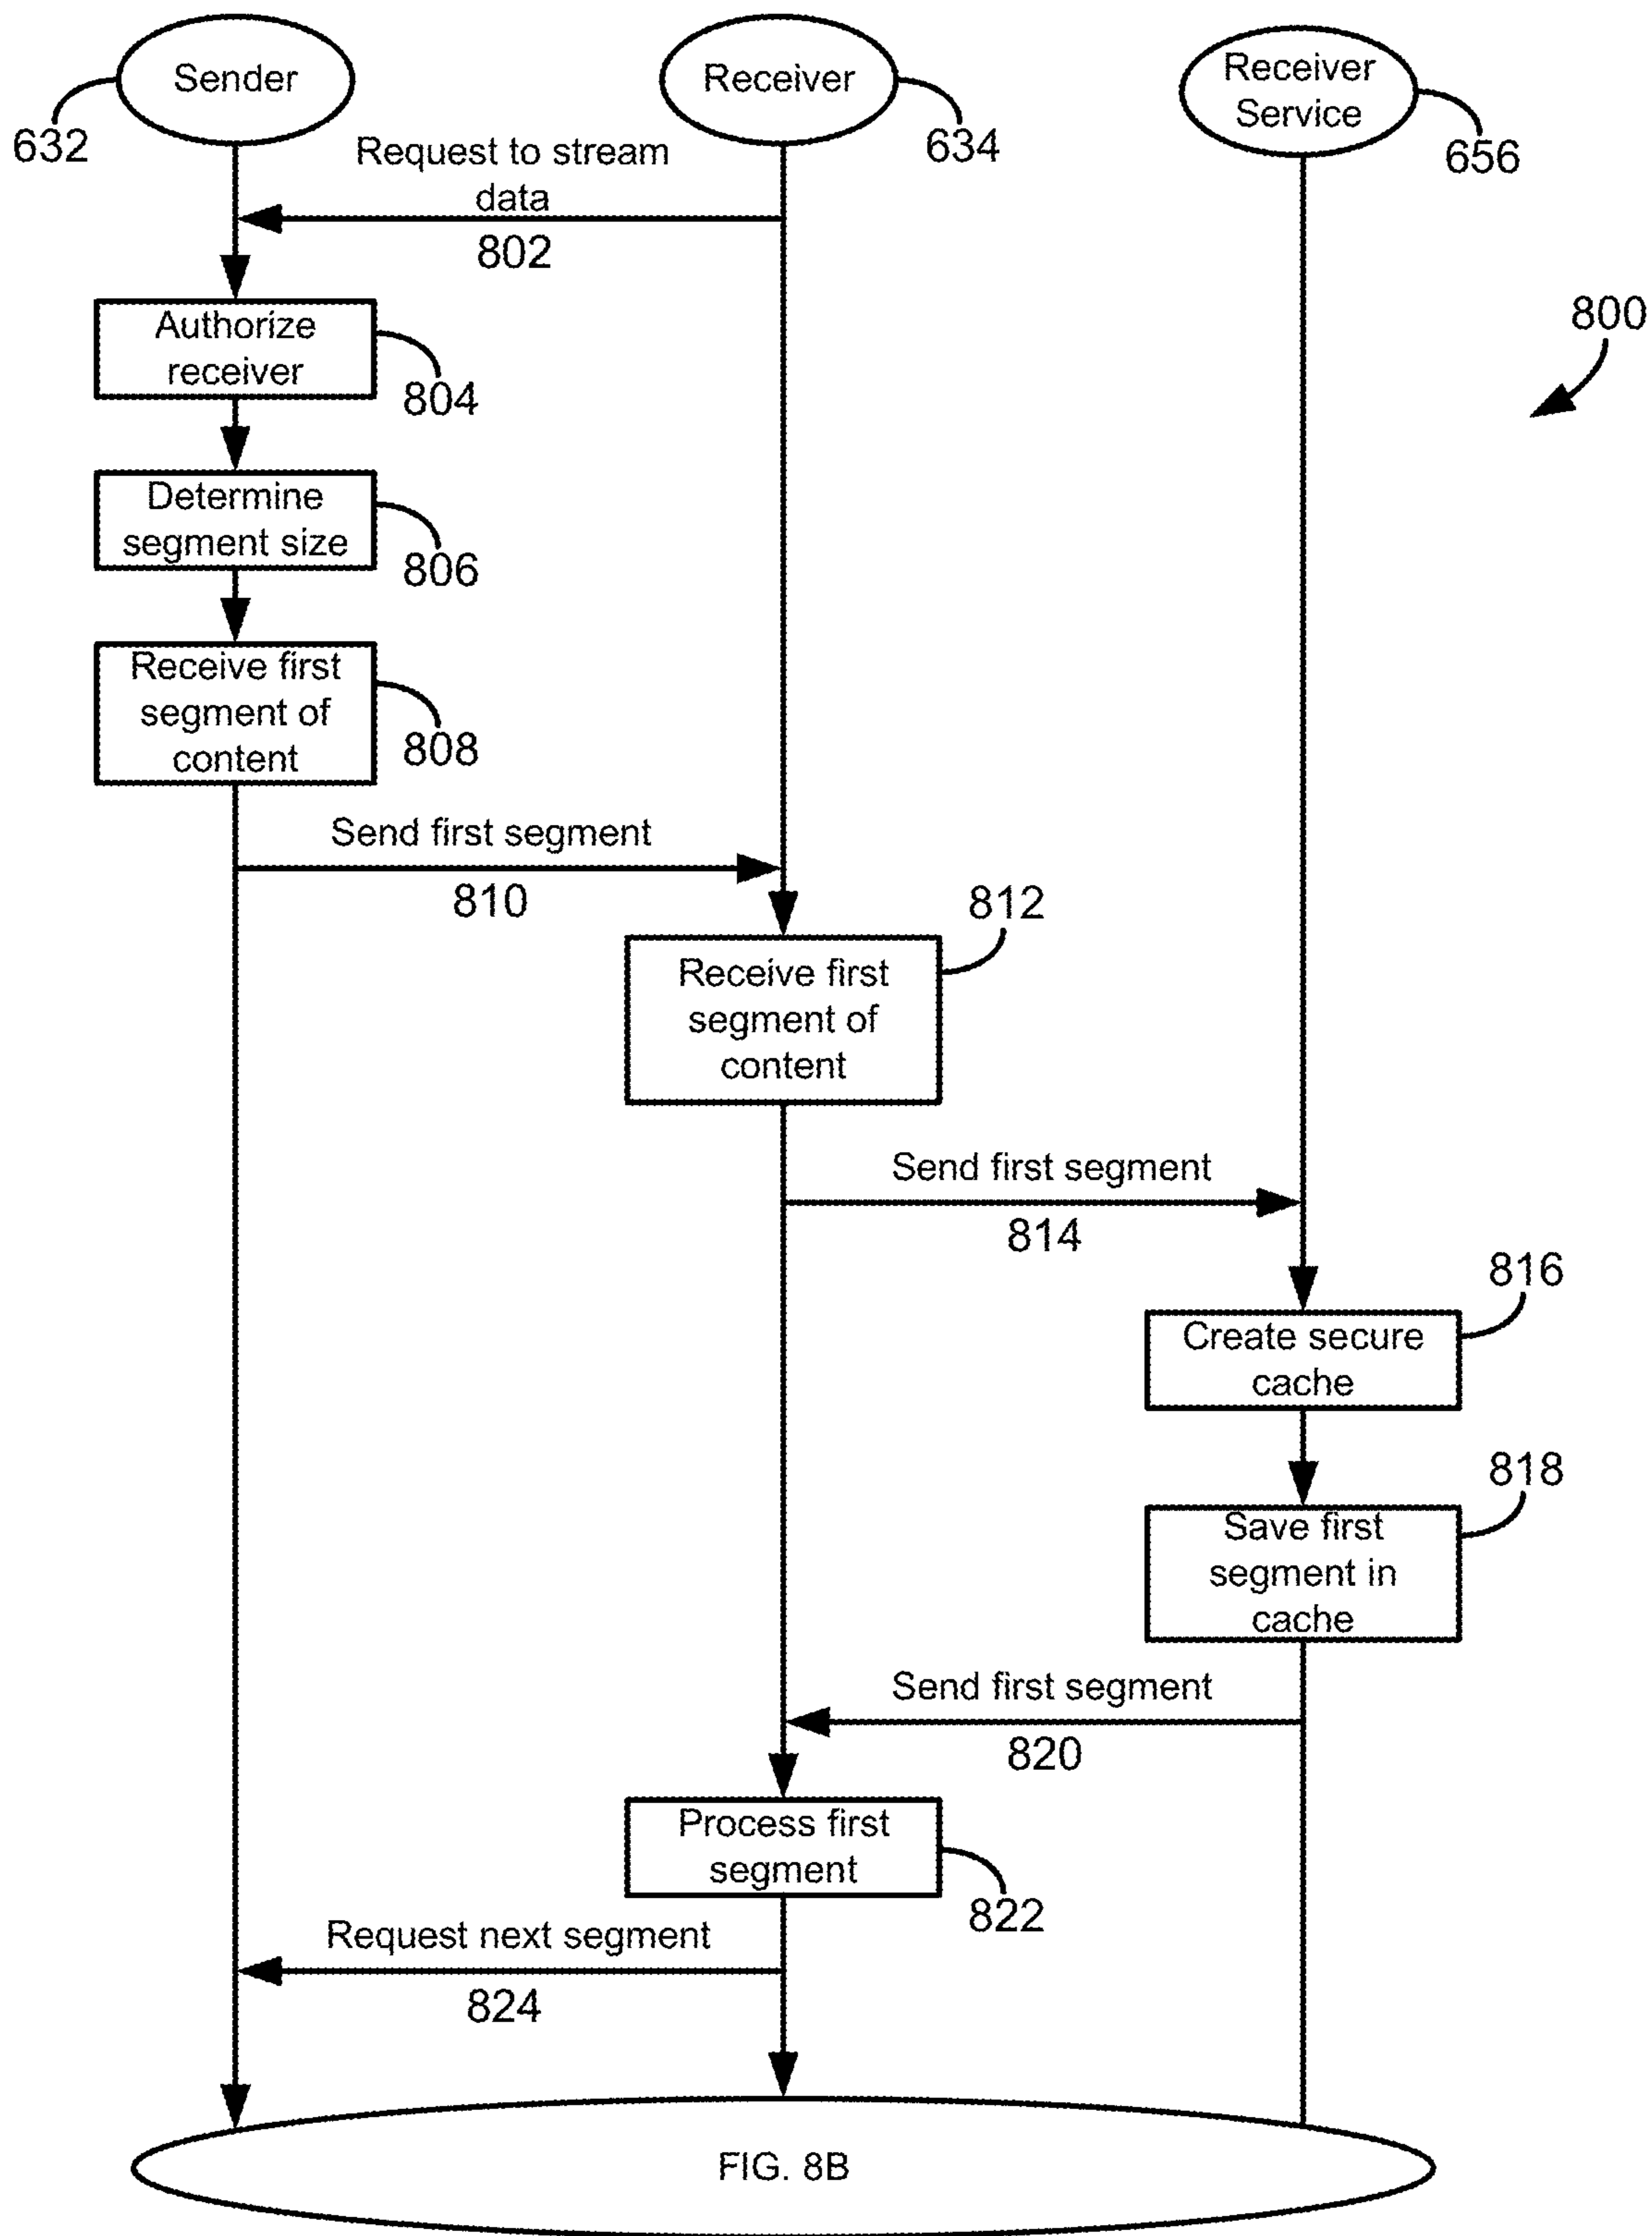 Sender
Receiver
Receiver
Service
632
634
656
Request to stream
data
802
800
Authorize
receiver
804
Determine
segment size
806
Receive first
segment of
content
808
Send first segment
810
812
Receive first
segment of
content
Send first segment
814
816
Create secure
cache
818
Save first
segment in
cache
Send first segment
820
Process first
segment
822
Request next segment
824
FIG. 8B